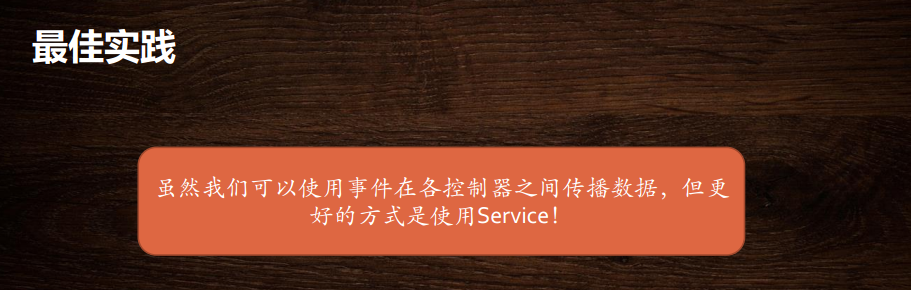 最佳实践
虽然我们可以使用事件在各控制器之间传播数据，但更
好的方式是使用Service！